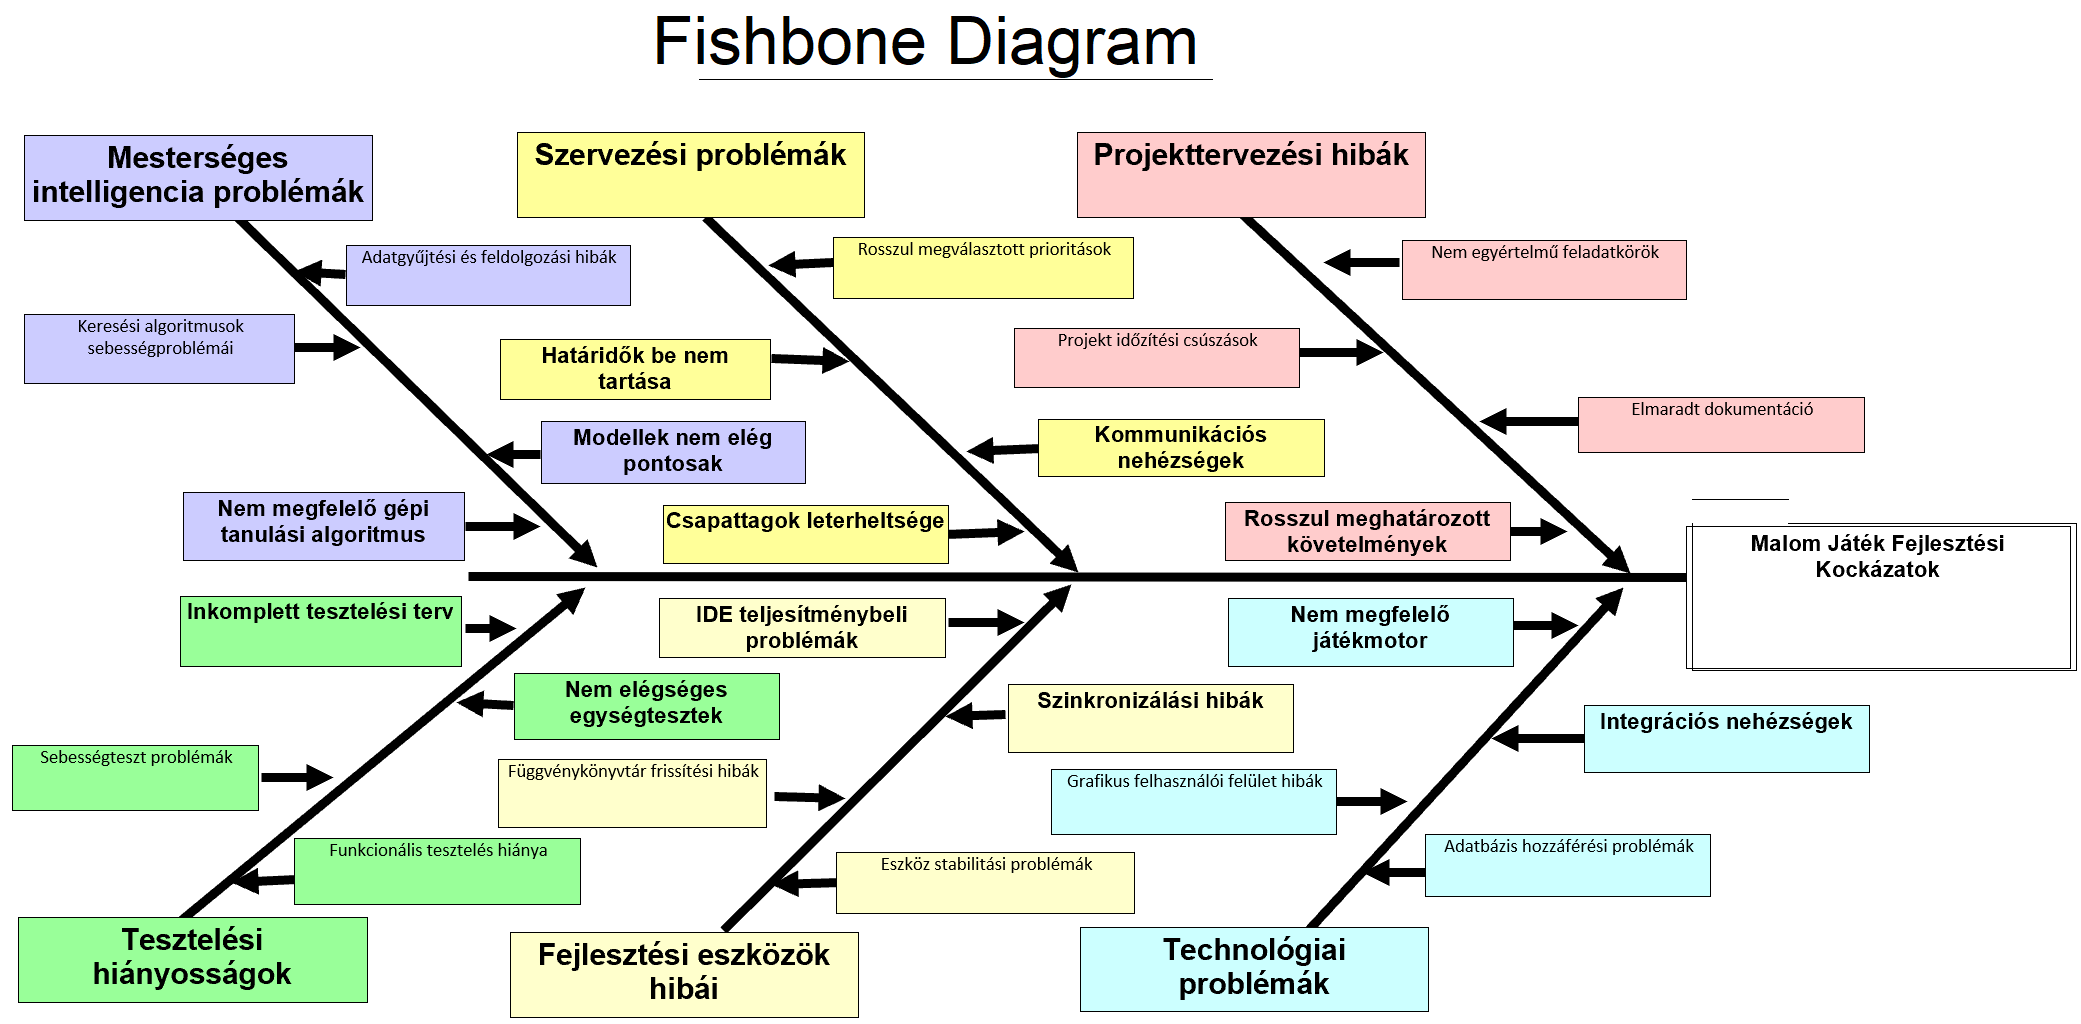 Fishbone Diagram
Mesterséges
intelligencia problémák
Szervezési problémák
Projekttervezési hibák
Adatgyűjtési és feldolgozási hibák
Rosszul megválasztott prioritások
Nem egyértelmű feladatkörök
Keresési algoritmusok
sebességproblémái
Határidők be nem
tartása
Projekt időzítési csúszások
Modellek nem elég
pontosak
Kommunikációs
nehézségek
Elmaradt dokumentáció
Nem megfelelő gépi
tanulási algoritmus
Csapattagok leterheltsége
Rosszul meghatározott
követelmények
Malom Játék Fejlesztési
Kockázatok
Inkomplett tesztelési terv
IDE teljesítménybeli
problémák
Nem megfelelő
játékmotor
Nem elégséges
egységtesztek
Szinkronizálási hibák
Integrációs nehézségek
Sebességteszt problémák
Függvénykönyvtár frissítési hibák
Grafikus felhasználói felület hibák
Funkcionális tesztelés hiánya
Eszköz stabilitási problémák
Adatbázis hozzáférési problémák
Tesztelési
hiányosságok
Fejlesztési eszközök
hibái
Technológiai
problémák